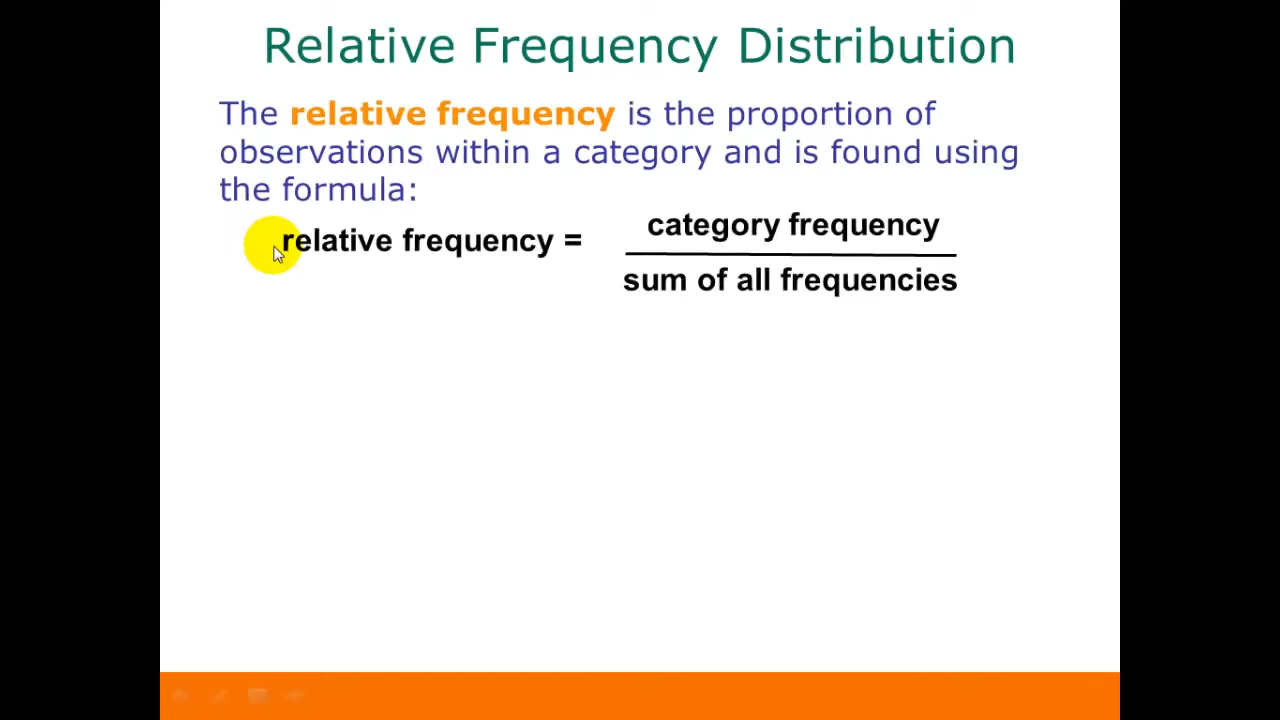 Relative Frequency Distribution
The relative frequency is the proportion of
observations within a category and is found using
the formula:
relative frequency =
category frequency
sum of all frequencies